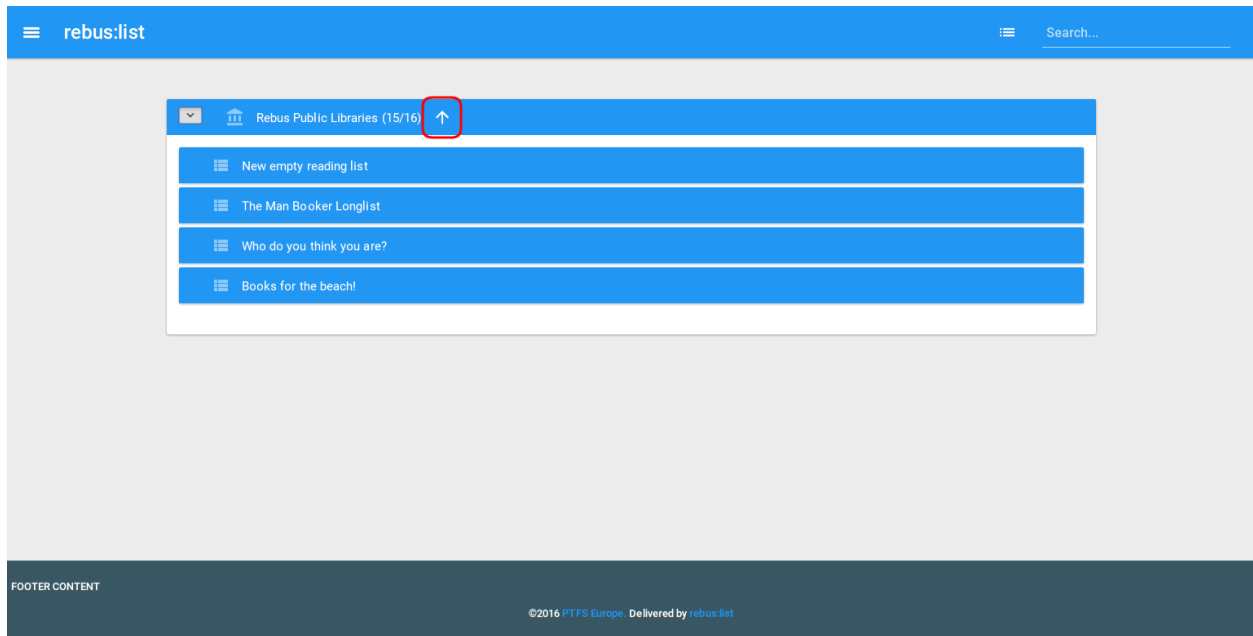 rebus:list
Search...
Rebus Public Libraries (15/16)
New empty reading list
The Man Booker Longlist
Who do you think you are?
Books for the beach!
FOOTER CONTENT
©2016 PTFS Europe. Delivered by rebus:list